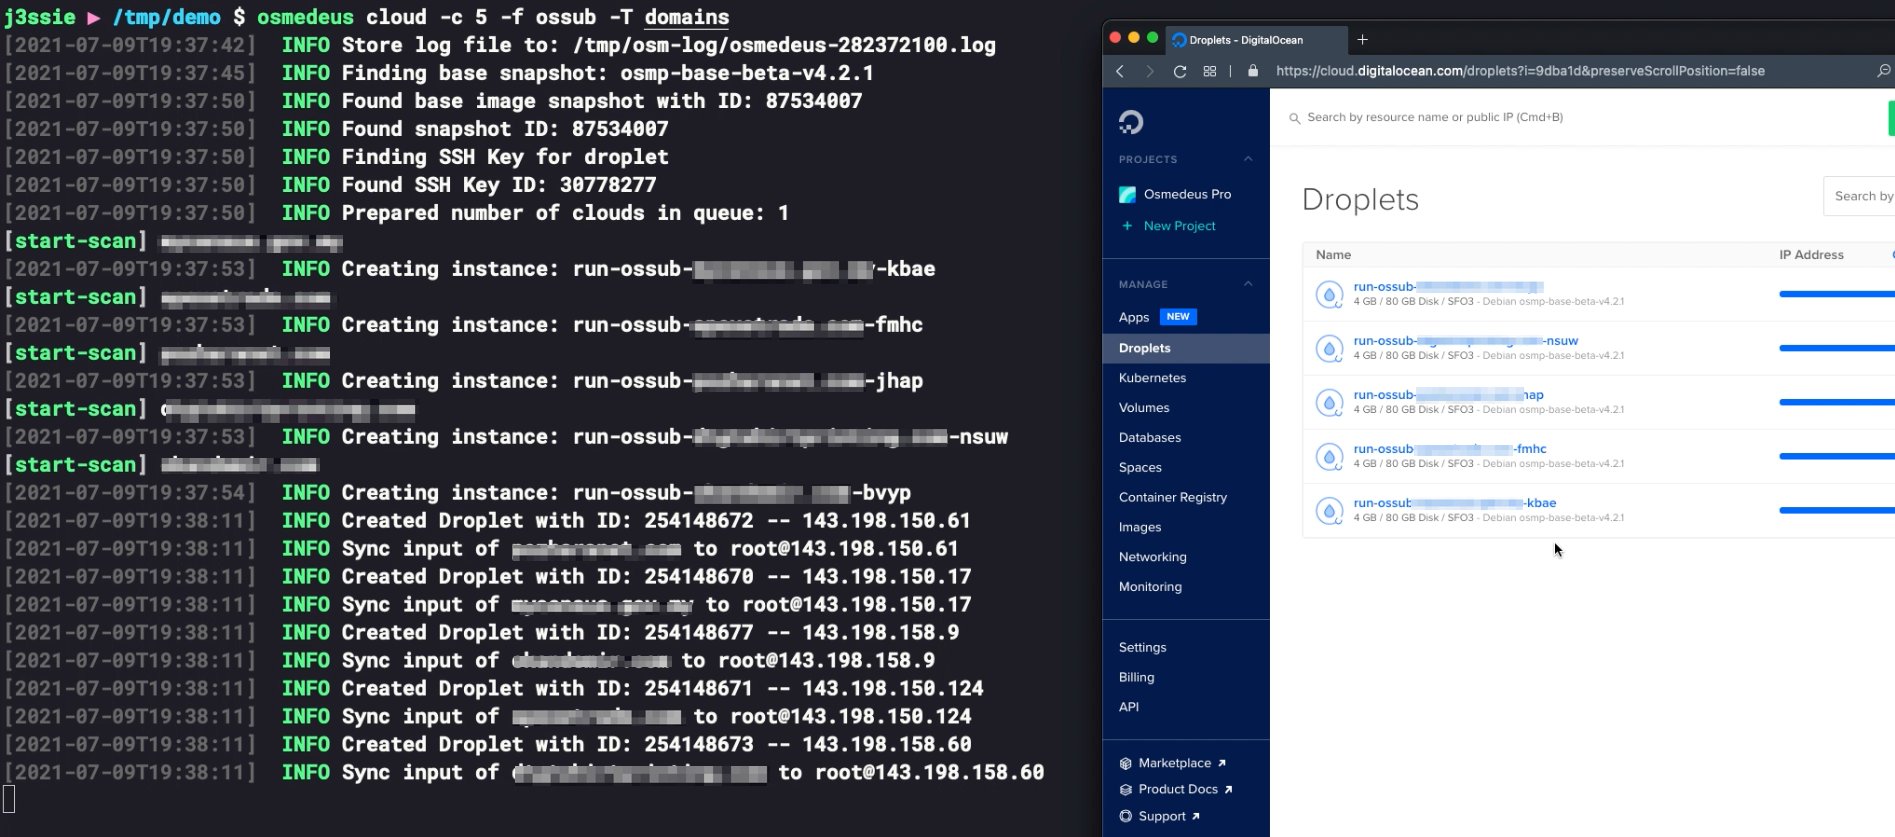 j3ssie ▶ /tmp/demo $ osmedeus cloud -c 5 -f ossub -T domains
[2021-07-09T19:37:42] INFO Store log file to: /tmp/osm-log/osmedeus-282372100.log
[2021-07-09T19:37:45] INFO Finding base snapshot: osmp-base-beta-v4.2.1
[2021-07-09T19:37:50] INFO Found base image snapshot with ID: 87534007
[2021-07-09T19:37:50] INFO Found snapshot ID: 87534007
[2021-07-09T19:37:50] INFO Finding SSH Key for droplet
[2021-07-09T19:37:50] INFO Found SSH Key ID: 30778277
[2021-07-09T19:37:50] INFO Prepared number of clouds in queue: 1
[start-scan]
[2021-07-09T19:37:53] INFO Creating instance: run-ossub- -kbae
[start-scan]
[2021-07-09T19:37:53] INFO Creating instance: run-ossub- -fmhc
[start-scan]
[2021-07-09T19:37:53] INFO Creating instance: run-ossub- -jhap
[start-scan]
[2021-07-09T19:37:53] INFO Creating instance: run-ossub- -nsuw
[start-scan]
[2021-07-09T19:37:54] INFO Creating instance: run-ossub- -bvyp
[2021-07-09T19:38:11] INFO Created Droplet with ID: 254148672 -- 143.198.150.61
[2021-07-09T19:38:11] INFO Sync input of to root@143.198.150.61
[2021-07-09T19:38:11] INFO Created Droplet with ID: 254148670 -- 143.198.150.17
[2021-07-09T19:38:11] INFO Sync input of to root@143.198.150.17
[2021-07-09T19:38:11] INFO Created Droplet with ID: 254148677 -- 143.198.158.9
[2021-07-09T19:38:11] INFO Sync input of to root@143.198.158.9
[2021-07-09T19:38:11] INFO Created Droplet with ID: 254148671 -- 143.198.150.124
[2021-07-09T19:38:11] INFO Sync input of to root@143.198.150.124
[2021-07-09T19:38:11] INFO Created Droplet with ID: 254148673 -- 143.198.158.60
[2021-07-09T19:38:11] INFO Sync input of to root@143.198.158.60
Droplets - DigitalOcean
https://cloud.digitalocean.com/droplets?i=9dba1d&preserveScrollPosition=false
PROJECTS
Osmedeus Pro
+ New Project
MANAGE
Apps NEW
Droplets
Kubernetes
Volumes
Databases
Spaces
Container Registry
Images
Networking
Monitoring
Settings
Billing
API
Marketplace
Product Docs
Support
Search by resource name or public IP (Cmd+B)
Droplets
Search by
Name IP Address
run-ossub-
4 GB / 80 GB Disk / SFO3 - Debian osmp-base-beta-v4.2.1
run-ossub- -nsuw
4 GB / 80 GB Disk / SFO3 - Debian osmp-base-beta-v4.2.1
run-ossub- hap
4 GB / 80 GB Disk / SFO3 - Debian osmp-base-beta-v4.2.1
run-ossub- -fmhc
4 GB / 80 GB Disk / SFO3 - Debian osmp-base-beta-v4.2.1
run-ossub -kbae
4 GB / 80 GB Disk / SFO3 - Debian osmp-base-beta-v4.2.1